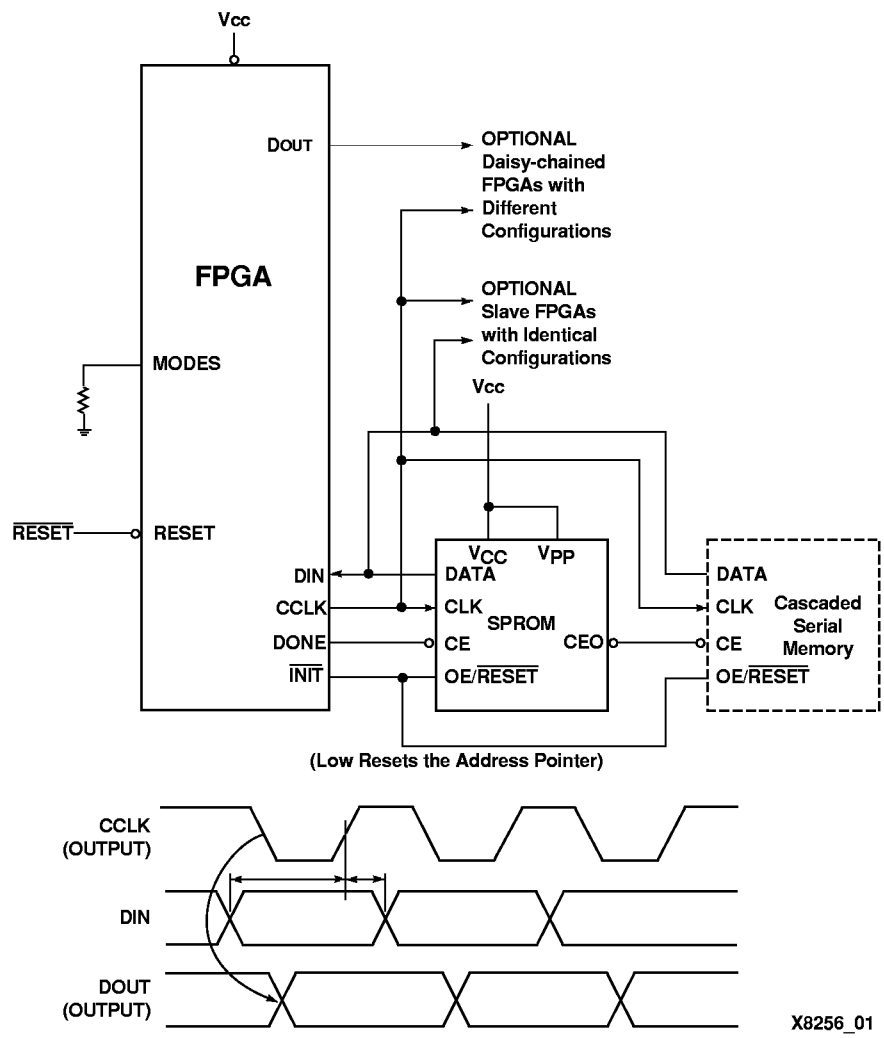 Vcc
DOUT
OPTIONAL
Daisy-chained
FPGAs with
Different
Configurations
FPGA
OPTIONAL
Slave FPGAs
with Identical
Configurations
MODES
Vcc
RESET
RESET
VCC
VPP
DIN
DATA
DATA
CCLK
CLK
SPROM
CLK
Cascaded
Serial
Memory
DONE
CE
CEO
CE
INIT
OE/RESET
OE/RESET
(Low Resets the Address Pointer)
CCLK
(OUTPUT)
DIN
DOUT
(OUTPUT)
X8256_01